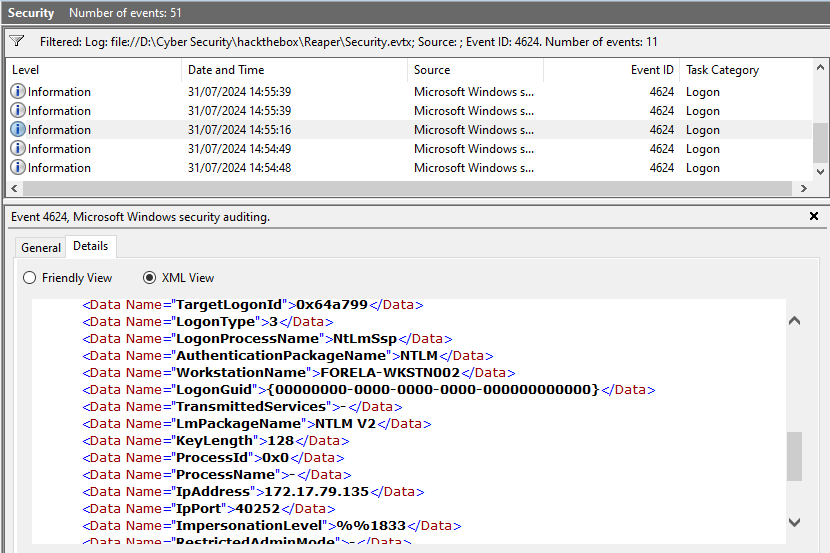 Security Number of events: 51
Filtered: Log: file://D:\Cyber Security\hackthebox\Reaper\Security.evtx; Source: ; Event ID: 4624. Number of events: 11
Level Date and Time Source Event ID Task Category
Information 31/07/2024 14:55:39 Microsoft Windows s... 4624 Logon
Information 31/07/2024 14:55:39 Microsoft Windows s... 4624 Logon
Information 31/07/2024 14:55:16 Microsoft Windows s... 4624 Logon
Information 31/07/2024 14:54:49 Microsoft Windows s... 4624 Logon
Information 31/07/2024 14:54:48 Microsoft Windows s... 4624 Logon
Event 4624, Microsoft Windows security auditing.
General Details
Friendly View XML View
<Data Name="TargetLogonId">0x64a799</Data>
<Data Name="LogonType">3</Data>
<Data Name="LogonProcessName">NtLmSsp</Data>
<Data Name="AuthenticationPackageName">NTLM</Data>
<Data Name="WorkstationName">FORELA-WKSTN002</Data>
<Data Name="LogonGuid">{00000000-0000-0000-0000-000000000000}</Data>
<Data Name="TransmittedServices">-</Data>
<Data Name="LmPackageName">NTLM V2</Data>
<Data Name="KeyLength">128</Data>
<Data Name="ProcessId">0x0</Data>
<Data Name="ProcessName">-</Data>
<Data Name="IpAddress">172.17.79.135</Data>
<Data Name="IpPort">40252</Data>
<Data Name="ImpersonationLevel">%%1833</Data>
<Data Name="RestrictedAdminMode">-</Data>